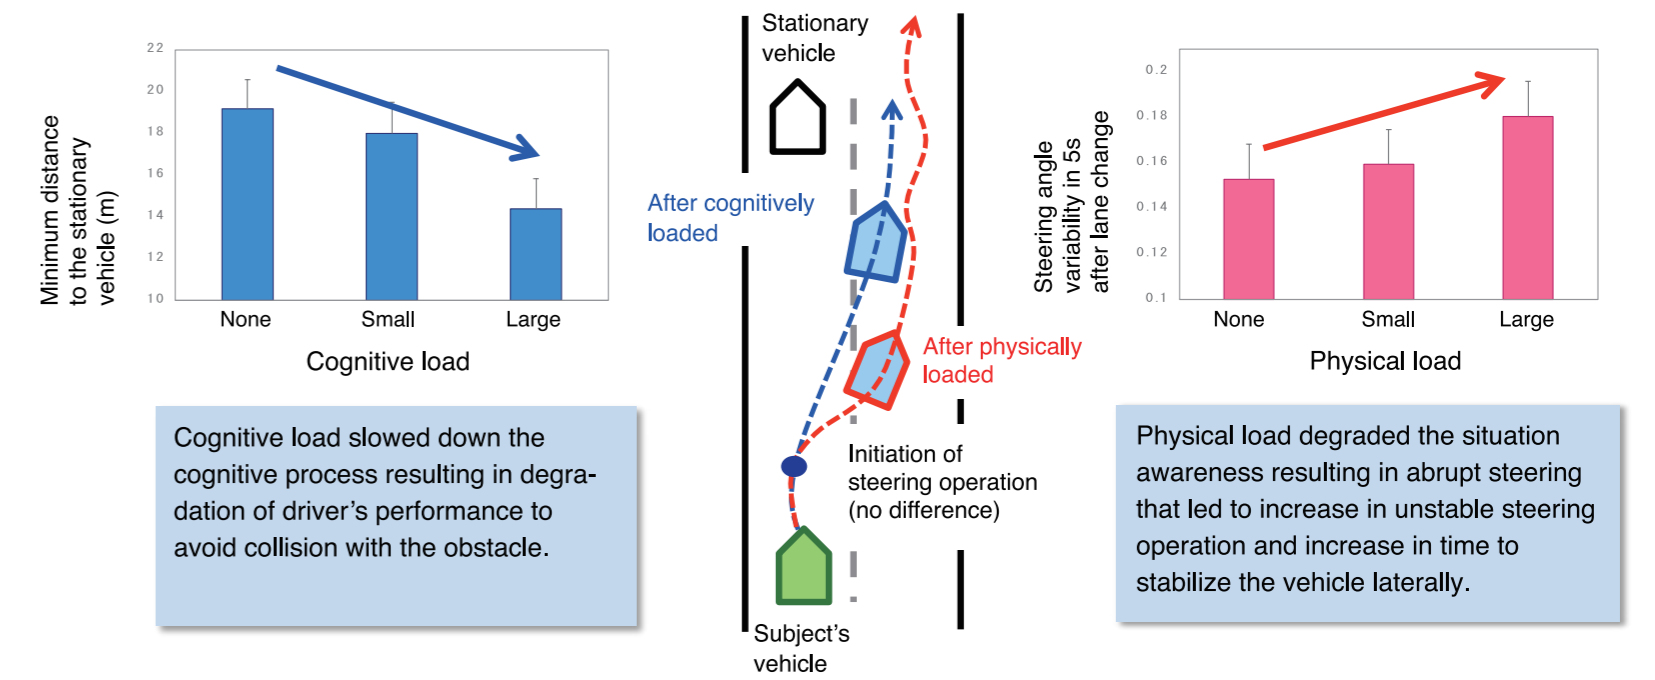 22
20
18
16
14
12
10
Minimum distance
to the stationary
vehicle (m)
None
Small
Large
Cognitive load
Cognitive load slowed down the
cognitive process resulting in degra-
dation of driver's performance to
avoid collision with the obstacle.
Stationary
vehicle
After cognitively
loaded
After physically
loaded
Initiation of
steering operation
(no difference)
Subject's
vehicle
0.2
0.18
0.16
0.14
0.12
0.1
Steering angle
variability in 5s
after lane change
None
Small
Large
Physical load
Physical load degraded the situation
awareness resulting in abrupt steering
that led to increase in unstable steering
operation and increase in time to
stabilize the vehicle laterally.